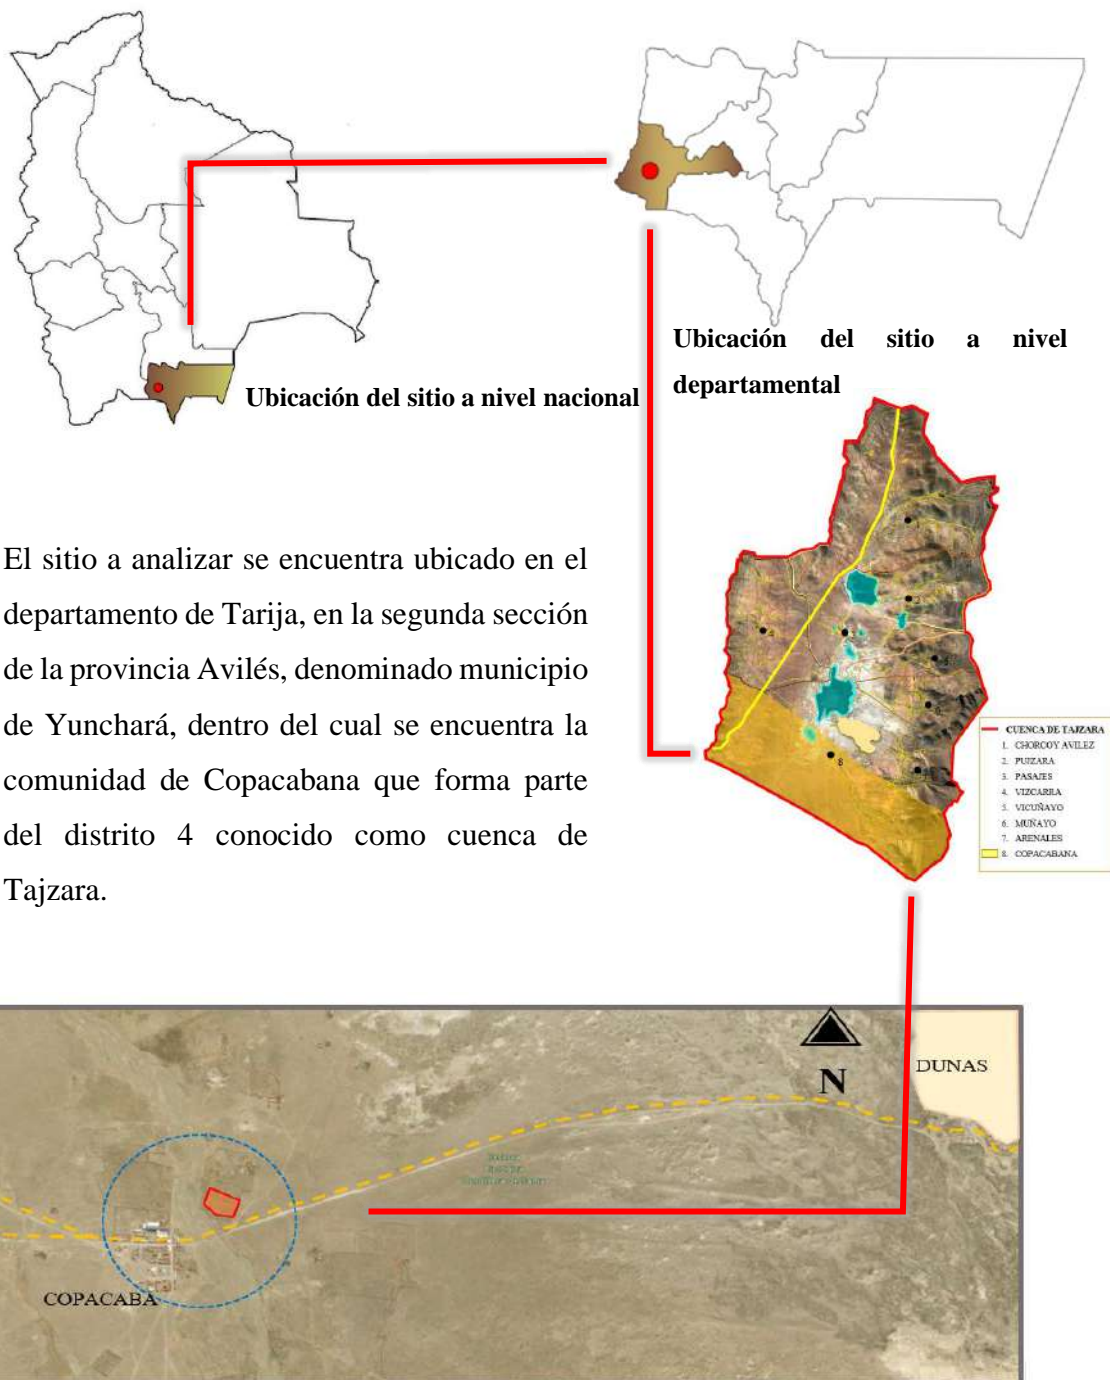 Ubicación del sitio a nivel
departamental
Ubicación del sitio a nivel nacional
El sitio a analizar se encuentra ubicado en el
departamento de Tarija, en la segunda sección
de la provincia Avilés, denominado municipio
de Yunchará, dentro del cual se encuentra la
comunidad de Copacabana que forma parte
del distrito 4 conocido como cuenca de
Tajzara.
8
CUENCA DE TAJZARA
1. CHORCOY AVILEZ
2. PUIZARA
3. PASAJES
4. VIZCARRA
5. VICUÑAYO
6. MUÑAYO
7. ARENALES
8. COPACABANA
N
DUNAS
COPACABA